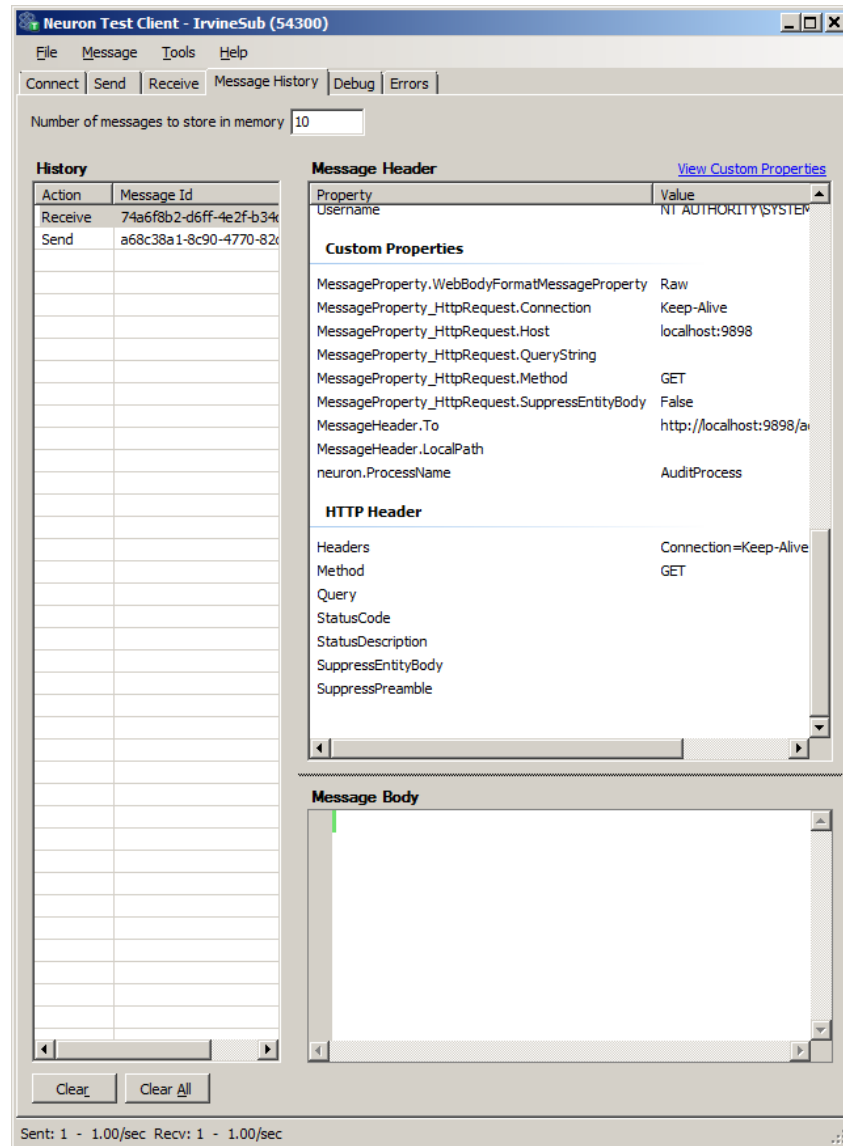 Neuron Test Client - IrvineSub (54300)
File Message Tools Help
Connect Send Receive Message History Debug Errors
Number of messages to store in memory 10
History
Action Message Id
Receive 74a6f8b2-d6ff-4e2f-b34
Send a68c38a1-8c90-4770-82
Message Header View Custom Properties
Property Value
Username NT AUTHORITY\SYSTEM
Custom Properties
MessageProperty.WebBodyFormatMessageProperty Raw
MessageProperty_HttpRequest.Connection Keep-Alive
MessageProperty_HttpRequest.Host localhost:9898
MessageProperty_HttpRequest.QueryString
MessageProperty_HttpRequest.Method GET
MessageProperty_HttpRequest.SuppressEntityBody False
MessageHeader.To http://localhost:9898/a
MessageHeader.LocalPath
neuron.ProcessName AuditProcess
HTTP Header
Headers Connection=Keep-Alive
Method GET
Query
StatusCode
StatusDescription
SuppressEntityBody
SuppressPreamble
Message Body
Clear Clear All
Sent: 1 - 1.00/sec Recv: 1 - 1.00/sec